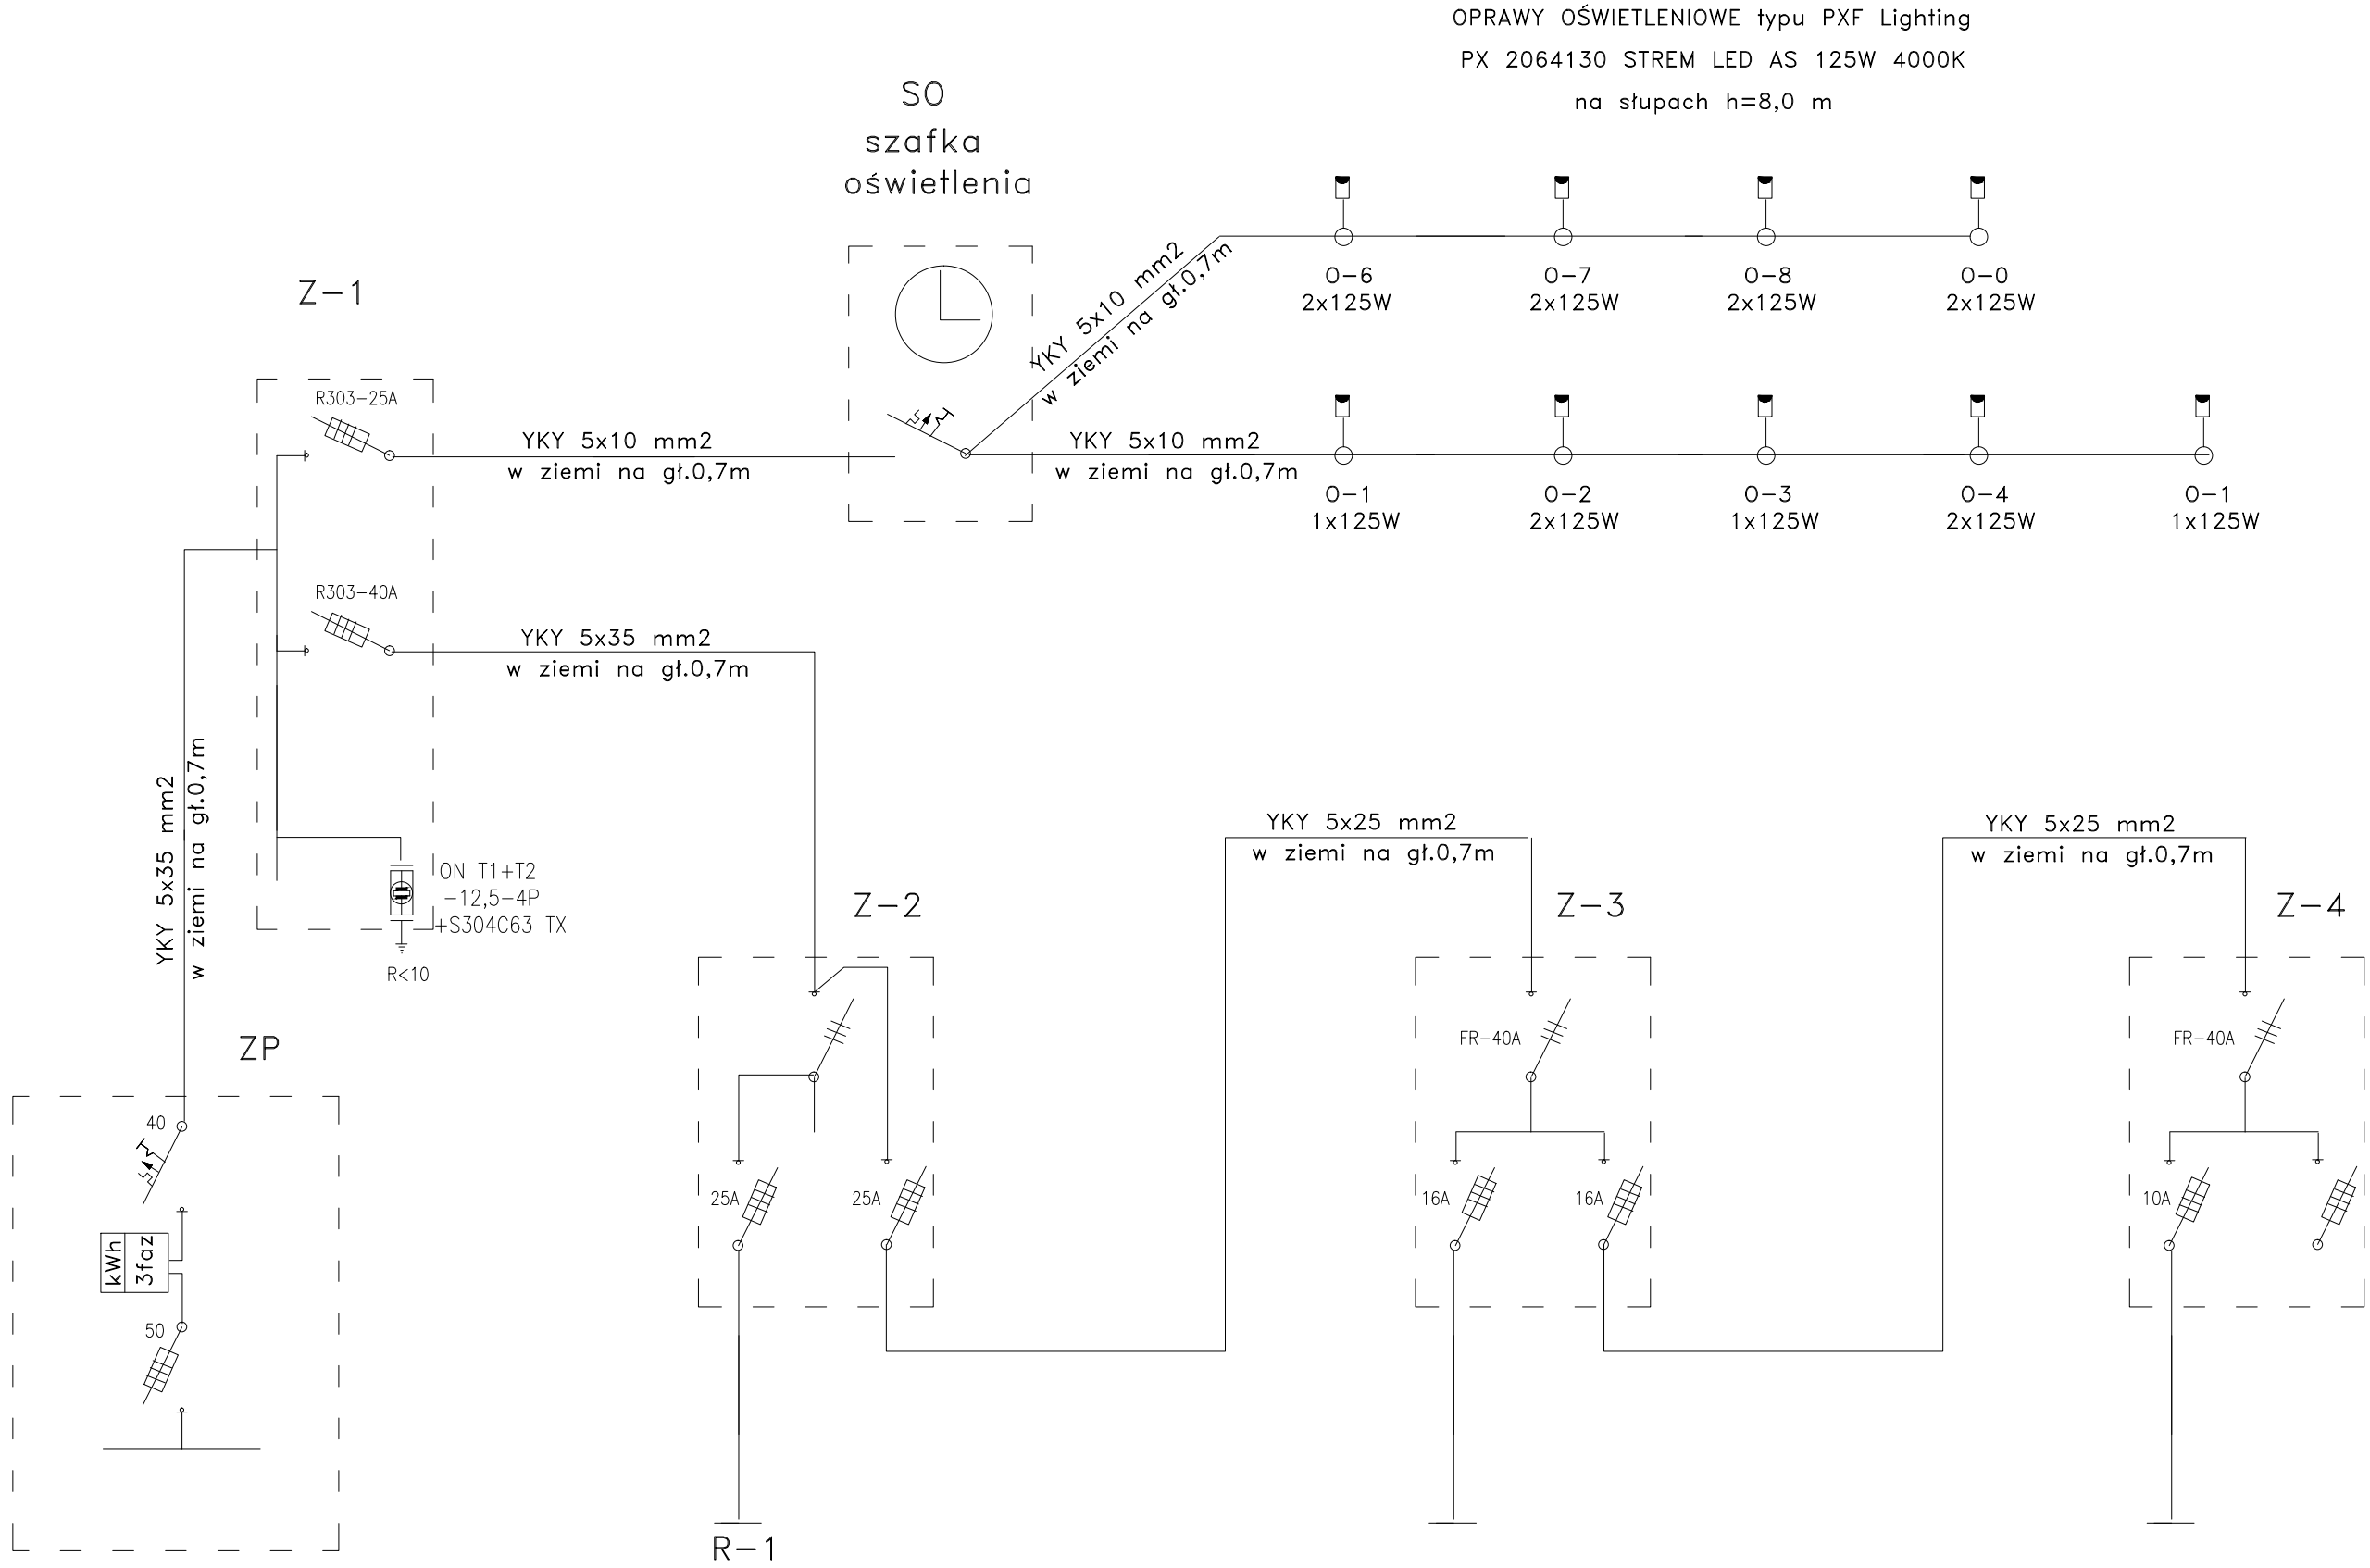 OPRAWY OŚWIETLENIOWE typu PXF Lighting
PX 2064130 STREM LED AS 125W 4000K
na słupach h=8,0 m
SO
szafka
oświetlenia
YKY 5x10 mm2
w ziemi na gł.0,7m
O-6
2x125W
O-7
2x125W
O-8
2x125W
O-0
2x125W
Z-1
R303-25A
YKY 5x10 mm2
w ziemi na gł.0,7m
YKY 5x10 mm2
w ziemi na gł.0,7m
O-1
1x125W
O-2
2x125W
O-3
1x125W
O-4
2x125W
O-1
1x125W
R303-40A
YKY 5x35 mm2
w ziemi na gł.0,7m
YKY 5x35 mm2
w ziemi na gł.0,7m
ON T1+T2
-12,5-4P
+S304C63 TX
R<10
YKY 5x25 mm2
w ziemi na gł.0,7m
YKY 5x25 mm2
w ziemi na gł.0,7m
Z-2
Z-3
Z-4
FR-40A
FR-40A
ZP
40
kWh
3faz
50
25A
25A
16A
16A
10A
R-1